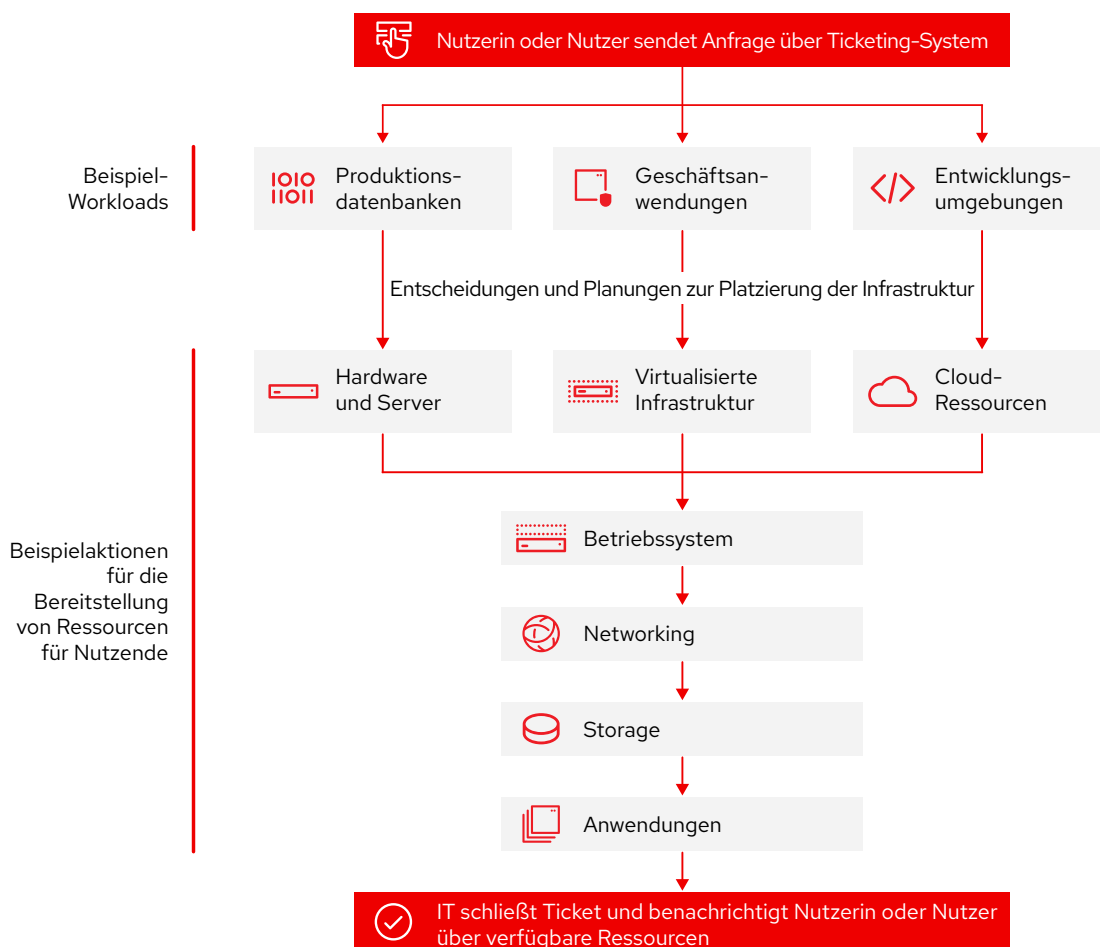 Nutzerin oder Nutzer sendet Anfrage über Ticketing-System
Beispiel-
Workloads
1010
11011
Produktions-
datenbanken
Geschäftsan-
wendungen
</>
Entwicklungs-
umgebungen
Entscheidungen und Planungen zur Platzierung der Infrastruktur
Hardware
und Server
Virtualisierte
Infrastruktur
Cloud-
Ressourcen
Beispielaktionen
für die
Bereitstellung
von Ressourcen
für Nutzende
Betriebssystem
Networking
Storage
Anwendungen
IT schließt Ticket und benachrichtigt Nutzerin oder Nutzer
über verfügbare Ressourcen